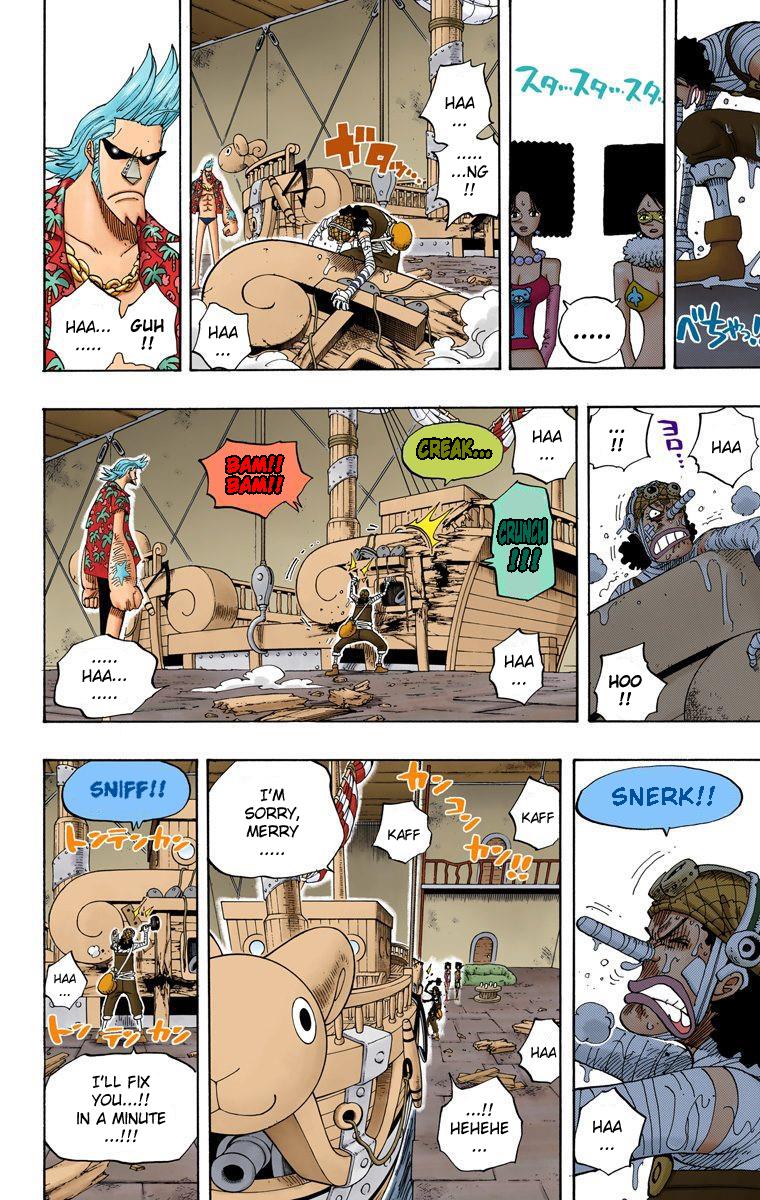 ベちゃっ!!
スタ…スタ…スタ…
......
HAA
...
......
...NG
!!
ガタッ…
HAA
...
HAA...
......
GUH
!!
HAA
...
!!
ヨロ…
HOO
!!
HAA
...
CREAK...
CRUNCH
!!!
BAM!!
BAM!!
HAA
...
......
HAA...
......
SNERK!!
HAA
...
KAFF
カン
コン
カン!!
KAFF
I'M
SORRY,
MERRY
.....
HAA
...
...!!
HEHEHE
...
SNIFF!!
トンテンカン
HAA
...
トンテンカン
I'LL FIX
YOU...!!
IN A MINUTE
...!!!